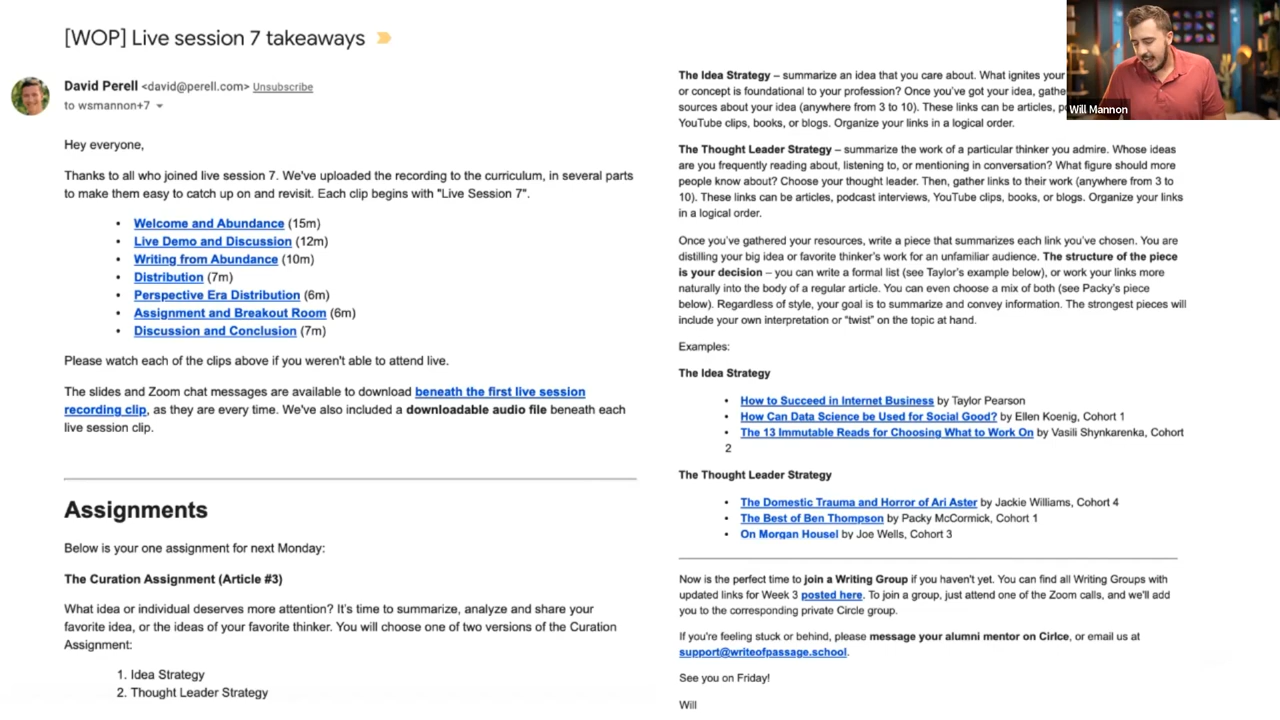 [WOP] Live session 7 takeaways
David Perell <david@perell.com> Unsubscribe
to wsmannon+7
Hey everyone,
Thanks to all who joined live session 7. We've uploaded the recording to the curriculum, in several parts
to make them easy to catch up on and revisit. Each clip begins with "Live Session 7".
• Welcome and Abundance (15m)
• Live Demo and Discussion (12m)
• Writing from Abundance (10m)
• Distribution (7m)
• Perspective Era Distribution (6m)
• Assignment and Breakout Room (6m)
• Discussion and Conclusion (7m)
Please watch each of the clips above if you weren't able to attend live.
The slides and Zoom chat messages are available to download beneath the first live session
recording clip, as they are every time. We've also included a downloadable audio file beneath each
live session clip.
Assignments
Below is your one assignment for next Monday:
The Curation Assignment (Article #3)
What idea or individual deserves more attention? It's time to summarize, analyze and share your
favorite idea, or the ideas of your favorite thinker. You will choose one of two versions of the Curation
Assignment:
1. Idea Strategy
2. Thought Leader Strategy
The Idea Strategy – summarize an idea that you care about. What ignites your
or concept is foundational to your profession? Once you've got your idea, gathe
sources about your idea (anywhere from 3 to 10). These links can be articles, p
YouTube clips, books, or blogs. Organize your links in a logical order.
The Thought Leader Strategy – summarize the work of a particular thinker you admire. Whose ideas
are you frequently reading about, listening to, or mentioning in conversation? What figure should more
people know about? Choose your thought leader. Then, gather links to their work (anywhere from 3 to
10). These links can be articles, podcast interviews, YouTube clips, books, or blogs. Organize your links
in a logical order.
Once you've gathered your resources, write a piece that summarizes each link you've chosen. You are
distilling your big idea or favorite thinker's work for an unfamiliar audience. The structure of the piece
is your decision – you can write a formal list (see Taylor's example below), or work your links more
naturally into the body of a regular article. You can even choose a mix of both (see Packy's piece
below). Regardless of style, your goal is to summarize and convey information. The strongest pieces will
include your own interpretation or “twist” on the topic at hand.
Examples:
The Idea Strategy
• How to Succeed in Internet Business by Taylor Pearson
• How Can Data Science be Used for Social Good? by Ellen Koenig, Cohort 1
• The 13 Immutable Reads for Choosing What to Work On by Vasili Shynkarenka, Cohort
2
The Thought Leader Strategy
• The Domestic Trauma and Horror of Ari Aster by Jackie Williams, Cohort 4
• The Best of Ben Thompson by Packy McCormick, Cohort 1
• On Morgan Housel by Joe Wells, Cohort 3
Now is the perfect time to join a Writing Group if you haven't yet. You can find all Writing Groups with
updated links for Week 3 posted here. To join a group, just attend one of the Zoom calls, and we'll add
you to the corresponding private Circle group.
If you're feeling stuck or behind, please message your alumni mentor on Cirlce, or email us at
support@writeofpassage.school.
See you on Friday!
Will
Will Mannon